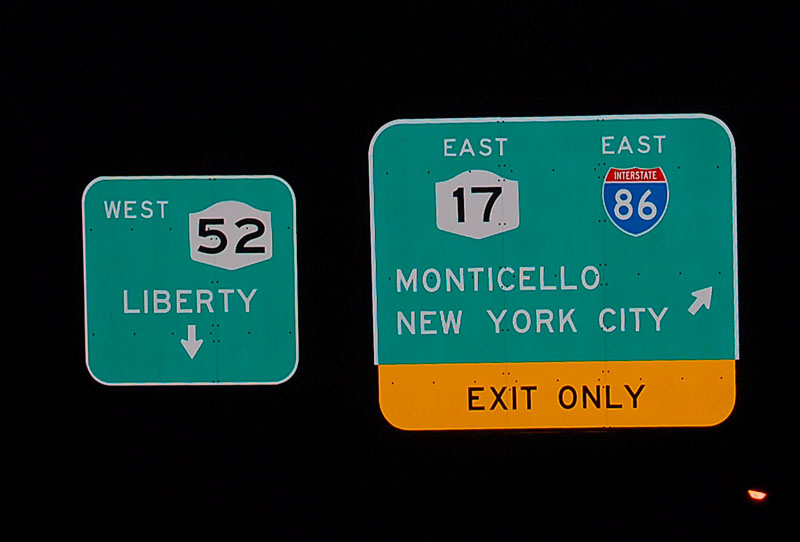 WEST 52
LIBERTY
EAST EAST
17 INTERSTATE 86
MONTICELLO
NEW YORK CITY
EXIT ONLY